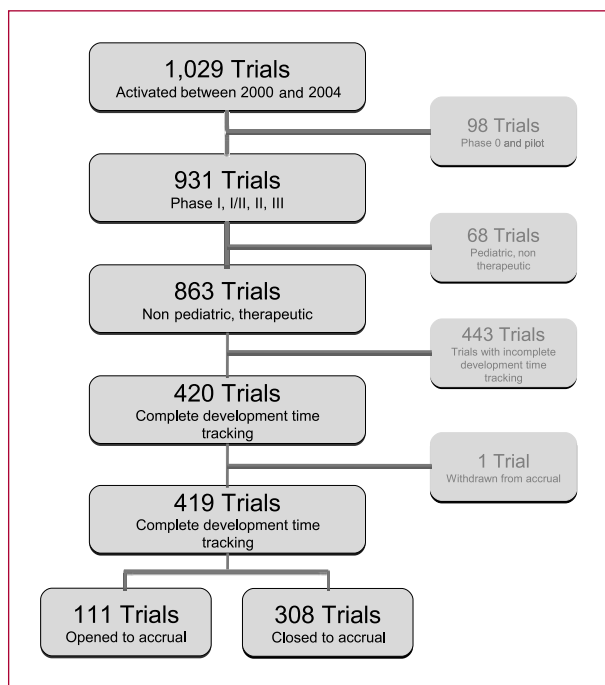 1,029 Trials
Activated between 2000 and 2004
98 Trials
Phase 0 and pilot
931 Trials
Phase I, I/II, II, III
68 Trials
Pediatric, non
therapeutic
863 Trials
Non pediatric, therapeutic
443 Trials
Trials with incomplete
development time
tracking
420 Trials
Complete development time
tracking
1 Trial
Withdrawn from accrual
419 Trials
Complete development time
tracking
111 Trials
Opened to accrual
308 Trials
Closed to accrual